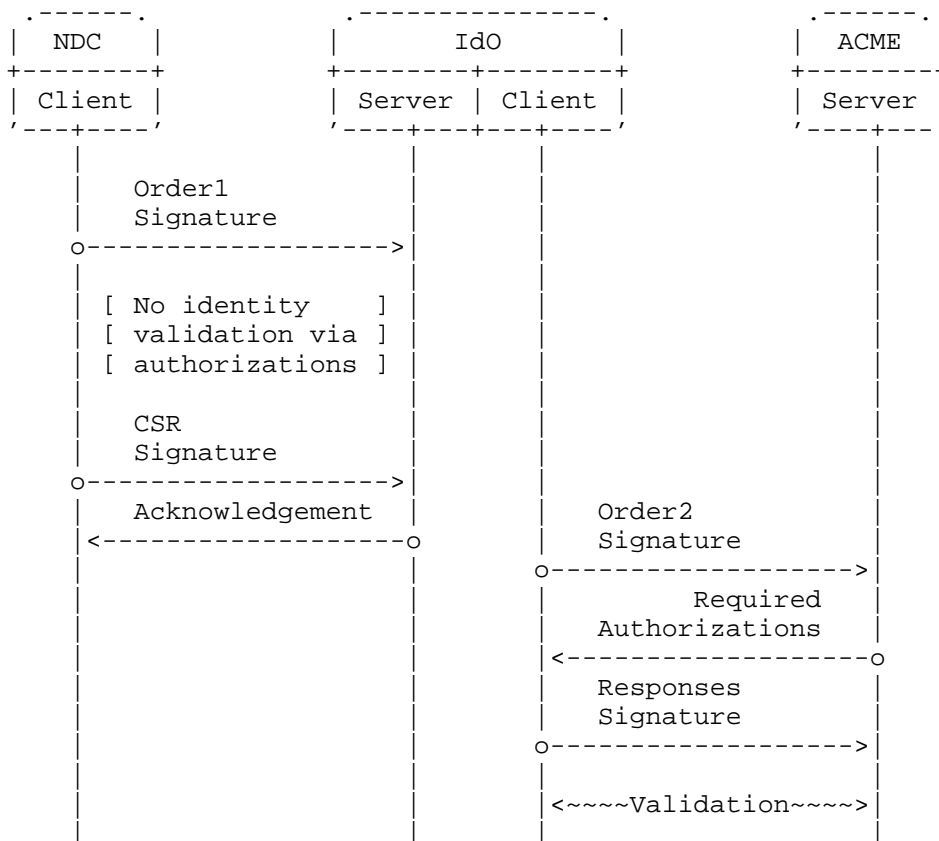 NDC IdO ACME
Client Server Client Server
Order1
Signature
[ No identity ]
[ validation via ]
[ authorizations ]
CSR
Signature
Acknowledgement Order2
Signature
Required
Authorizations
Responses
Signature
<~~~~Validation~~~~>